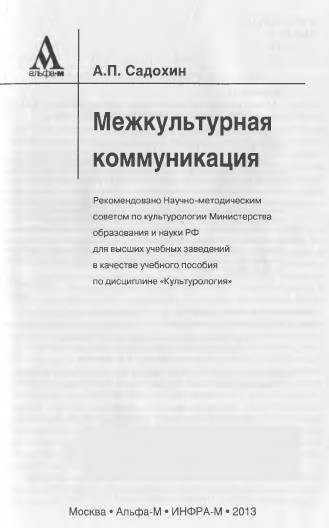 альфа-м
А.П. Садохин
Межкультурная
коммуникация
Рекомендовано Научно-методическим
советом по культурологии Министерства
образования и науки РФ
для высших учебных заведений
в качестве учебного пособия
по дисциплине «Культурология»
Москва • Альфа-М • ИНФРА-М • 2013